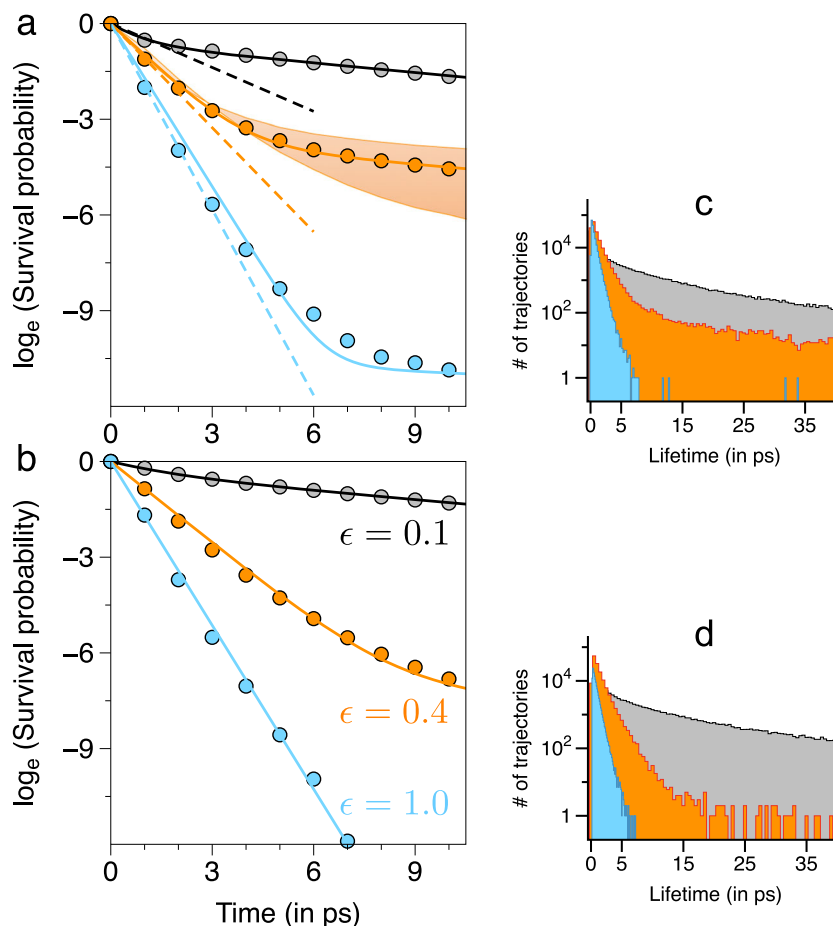 a
0
−3
−6
−9
log_e (Survival probability)
0 3 6 9
b
0
−3
−6
−9
log_e (Survival probability)
ϵ = 0.1
ϵ = 0.4
ϵ = 1.0
0 3 6 9
Time (in ps)
c
10^4
10^2
1
# of trajectories
0 5 15 25 35
Lifetime (in ps)
d
10^4
10^2
1
# of trajectories
0 5 15 25 35
Lifetime (in ps)